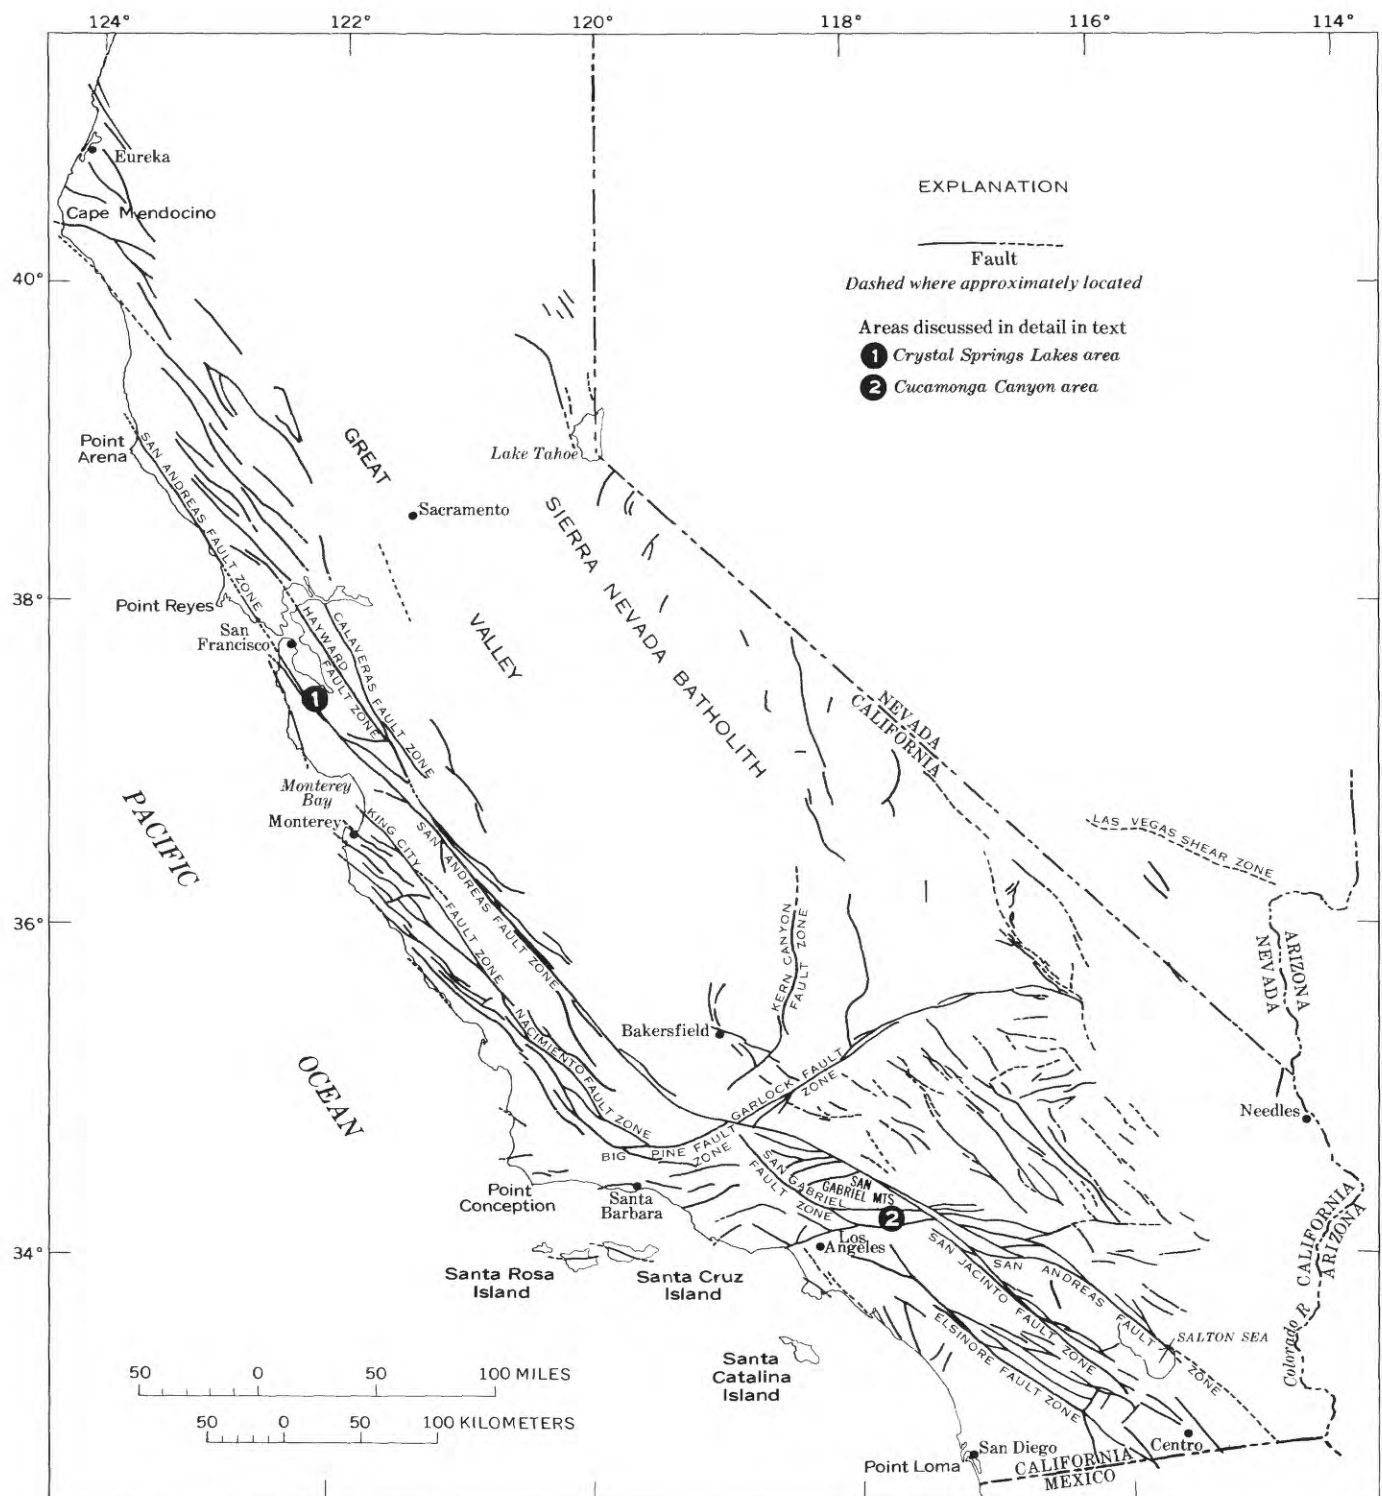 124° 122° 120° 118° 116° 114°
Eureka
Cape Mendocino
40°
EXPLANATION
Fault
Dashed where approximately located
Areas discussed in detail in text
1 Crystal Springs Lakes area
2 Cucamonga Canyon area
Point
Arena
SAN ANDREAS FAULT ZONE
GREAT
VALLEY
Lake Tahoe
Sacramento
SIERRA NEVADA BATHOLITH
38°
Point Reyes
San
Francisco
HAYWARD
FAULT ZONE
CALAVERAS FAULT ZONE
1
NEVADA
CALIFORNIA
Monterey
Bay
Monterey
PACIFIC
OCEAN
KING CITY
FAULT ZONE
SAN ANDREAS FAULT ZONE
LAS VEGAS SHEAR ZONE
36°
KERN CANYON
FAULT ZONE
ARIZONA
NEVADA
NACIMIENTO FAULT ZONE
Bakersfield
GARLOCK FAULT
ZONE
Needles
BIG PINE FAULT
ZONE
SAN GABRIEL
FAULT ZONE
SAN
GABRIEL MTS
2
Point
Conception
Santa
Barbara
Los
Angeles
34°
CALIFORNIA
ARIZONA
Santa Rosa
Island
Santa Cruz
Island
SAN JACINTO FAULT ZONE
SAN ANDREAS FAULT ZONE
SALTON SEA
ELSINORE FAULT ZONE
Colorado R
Santa
Catalina
Island
50 0 50 100 MILES
50 0 50 100 KILOMETERS
San Diego
Point Loma
Centro
CALIFORNIA
MEXICO